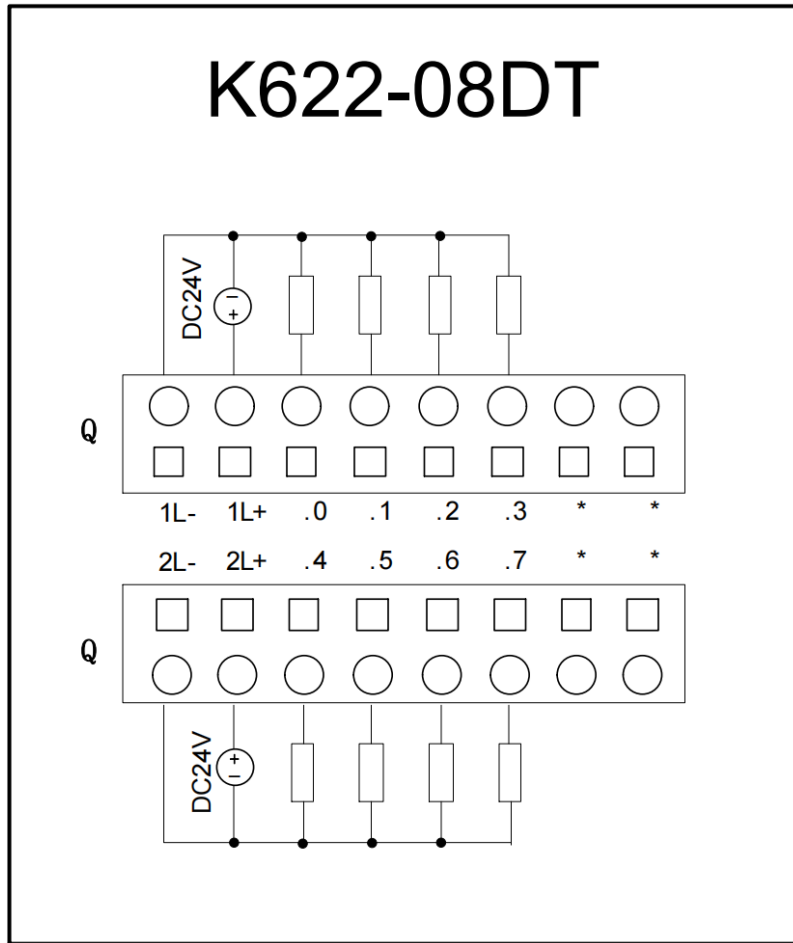 K622-08DT
DC24V
- +
Q
1L- 1L+ .0 .1 .2 .3 * *
2L- 2L+ .4 .5 .6 .7 * *
Q
DC24V
+ -